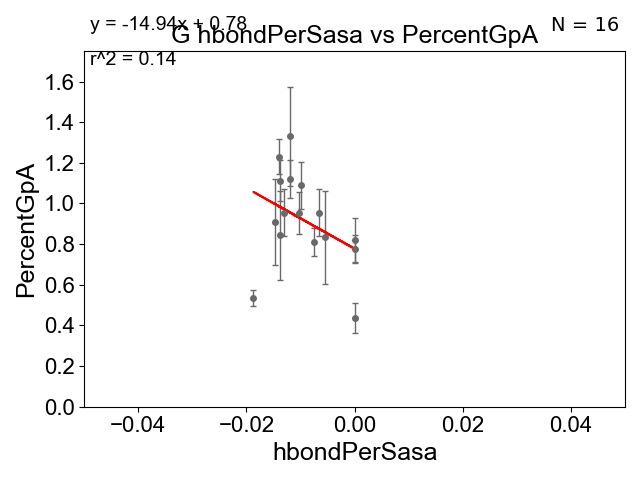 y = -14.94x + 0.78
N = 16
G hbondPerSasa vs PercentGpA
r^2 = 0.14
PercentGpA
1.6
1.4
1.2
1.0
0.8
0.6
0.4
0.2
0.0
−0.04 −0.02 0.00 0.02 0.04
hbondPerSasa